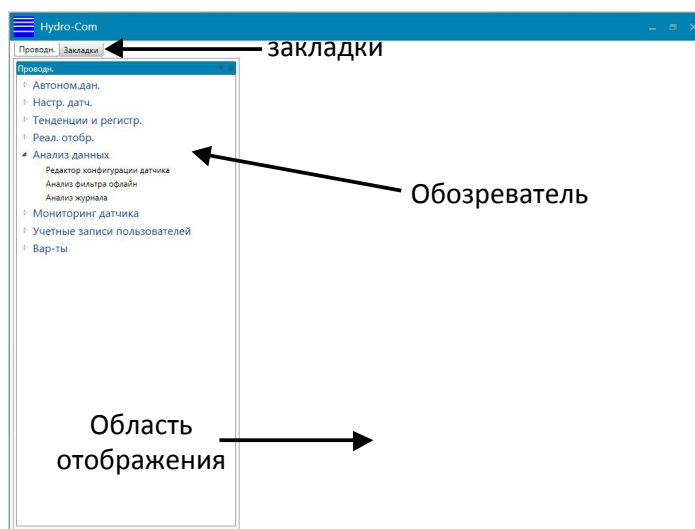 Hydro-Com
Проводн. Закладки
закладки
Проводн.
Автоном.дан.
Настр. датч.
Тенденции и регистр.
Реал. отобр.
Анализ данных
Редактор конфигурации датчика
Анализ фильтра офлайн
Анализ журнала
Обозреватель
Мониторинг датчика
Учетные записи пользователей
Вар-ты
Область
отображения